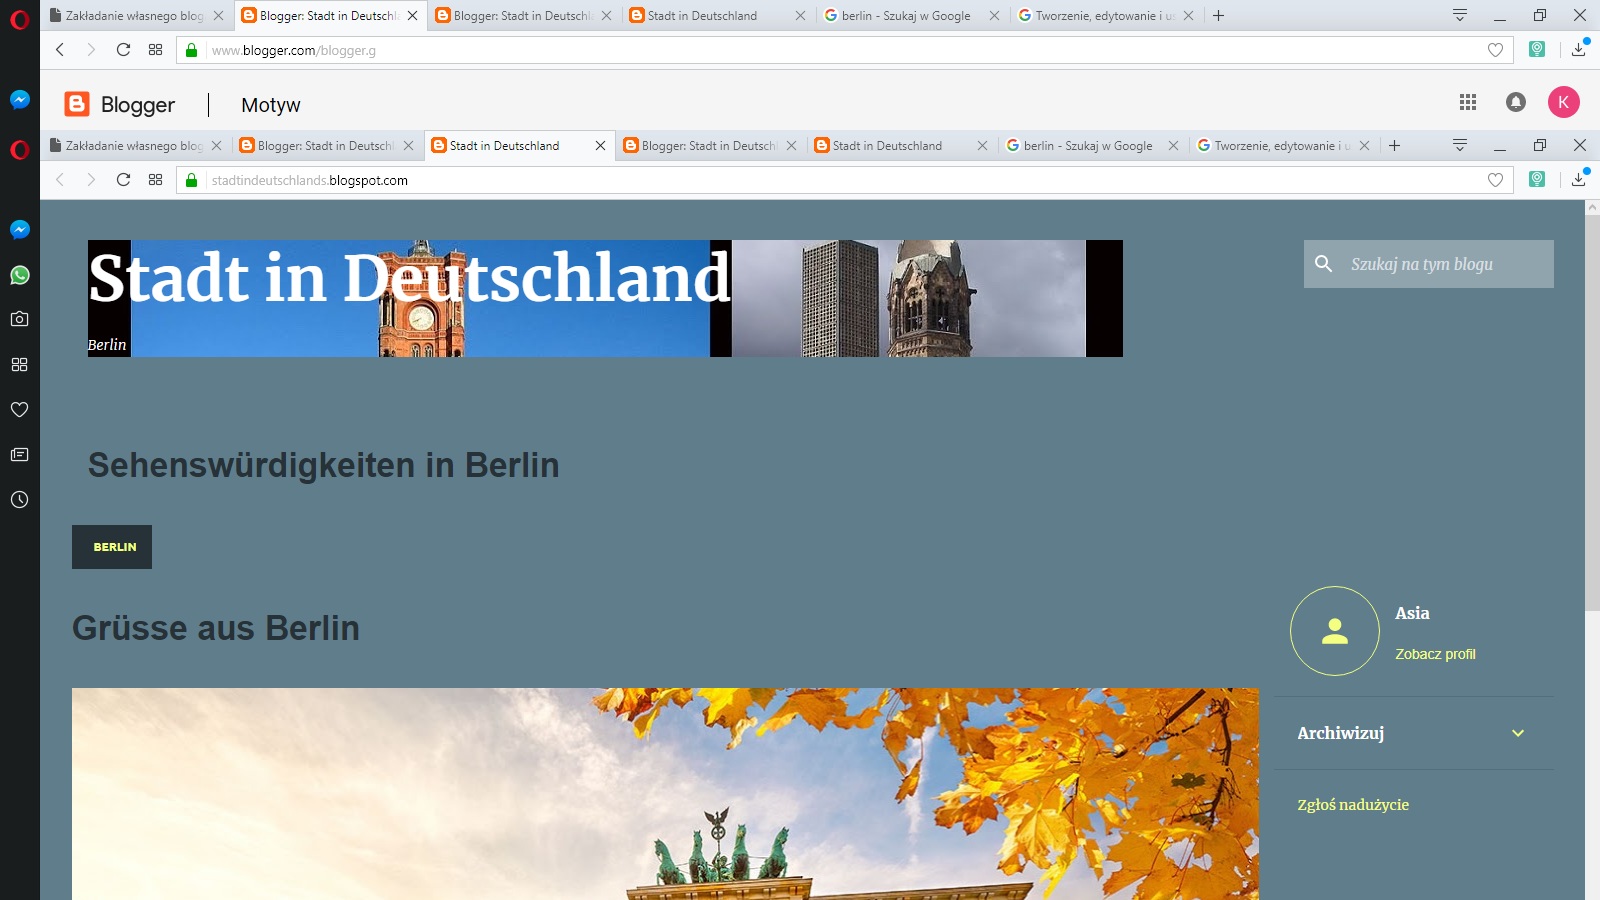 Zakładanie własnego blog
Blogger: Stadt in Deutschl
Blogger: Stadt in Deutschl
Stadt in Deutschland
berlin - Szukaj w Google
Tworzenie, edytowanie i u
www.blogger.com/blogger.g
Blogger
Motyw
K
Zakładanie własnego blog
Blogger: Stadt in Deutsch
Stadt in Deutschland
Blogger: Stadt in Deutsch
Stadt in Deutschland
berlin - Szukaj w Google
Tworzenie, edytowanie i u
stadtindeutschlands.blogspot.com
Stadt in Deutschland
Szukaj na tym blogu
Berlin
Sehenswürdigkeiten in Berlin
BERLIN
Grüsse aus Berlin
Asia
Zobacz profil
Archiwizuj
Zgłoś nadużycie